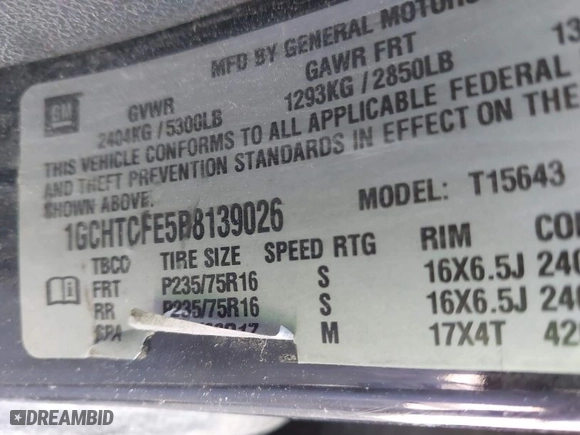 MFD BY GENERAL MOTORS
GM
GVWR
GAWR FRT
2404KG / 5300LB
1293KG / 2850LB
THIS VEHICLE CONFORMS TO ALL APPLICABLE FEDERAL
AND THEFT PREVENTION STANDARDS IN EFFECT ON THE
SHOWN ABOVE.
MODEL: T15643
TBCO TIRE SIZE SPEED RTG RIM
FRT P235/75R16 S 16X6.5J
RR P235/75R16 S 16X6.5J
SPA M 17X4T
DREAMBID